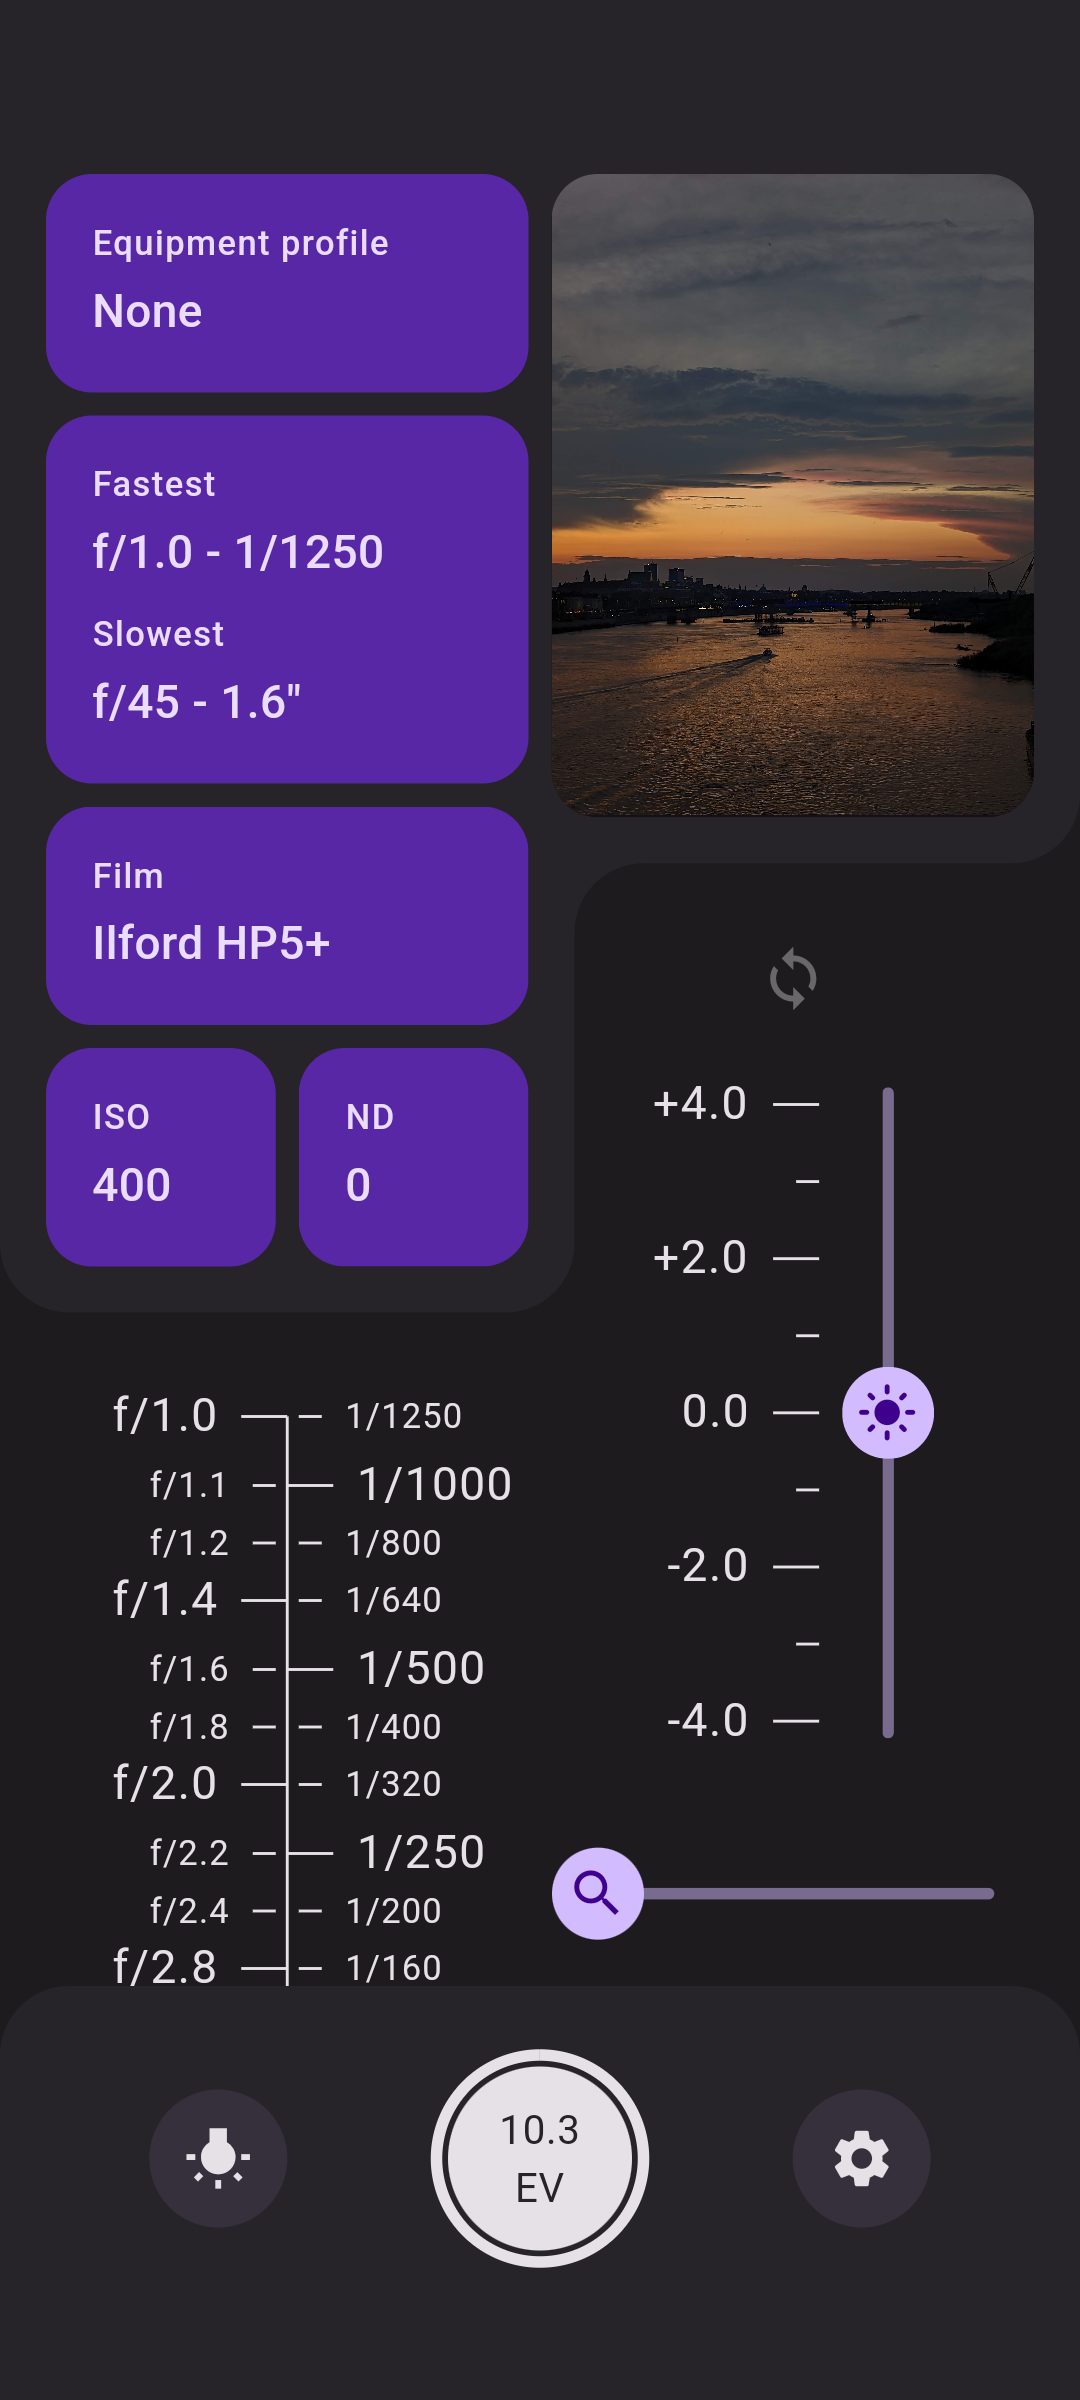 Equipment profile
None
Fastest
f/1.0 - 1/1250
Slowest
f/45 - 1.6"
Film
Ilford HP5+
ISO
400
ND
0
+4.0
+2.0
0.0
-2.0
-4.0
f/1.0 1/1250
f/1.1 1/1000
f/1.2 1/800
f/1.4 1/640
f/1.6 1/500
f/1.8 1/400
f/2.0 1/320
f/2.2 1/250
f/2.4 1/200
f/2.8 1/160
10.3
EV